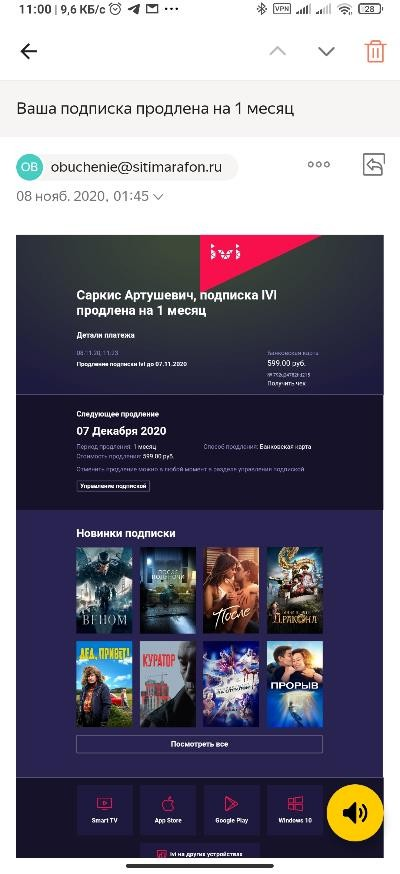 11:00 | 9,6 КБ/с
VPN
28
Ваша подписка продлена на 1 месяц
OB obuchenie@sitimarafon.ru
08 нояб. 2020, 01:45
ivi
Саркис Артушевич, подписка IVI
продлена на 1 месяц
Детали платежа
08.11.20, 11:23
Банковская карта
Продление подписки Ivi до 07.11.2020
599.00 руб.
Получить чек
Следующее продление
07 Декабря 2020
Период продления: 1 месяц
Способ продления: Банковская карта
Стоимость продления: 599.00 руб.
Отменить продление можно в любой момент в разделе управления подпиской
Управление подпиской
Новинки подписки
ВЕНОМ
ПОСЛЕ
ПОЛУНОЧИ
После
ДРАКОНА
ДЕД, ПРИВЕТ!
КУРАТОР
ПРОРЫВ
Посмотреть все
Smart TV
App Store
Google Play
Windows 10
ivi на других устройствах